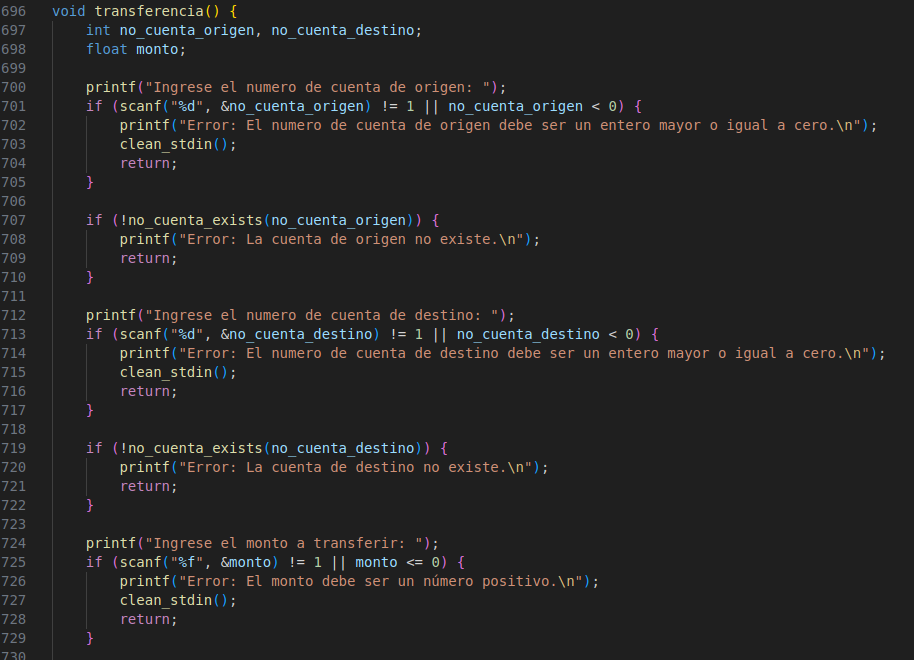 696 void transferencia() {
697 int no_cuenta_origen, no_cuenta_destino;
698 float monto;
699
700 printf("Ingrese el numero de cuenta de origen: ");
701 if (scanf("%d", &no_cuenta_origen) != 1 || no_cuenta_origen < 0) {
702 printf("Error: El numero de cuenta de origen debe ser un entero mayor o igual a cero.\n");
703 clean_stdin();
704 return;
705 }
706
707 if (!no_cuenta_exists(no_cuenta_origen)) {
708 printf("Error: La cuenta de origen no existe.\n");
709 return;
710 }
711
712 printf("Ingrese el numero de cuenta de destino: ");
713 if (scanf("%d", &no_cuenta_destino) != 1 || no_cuenta_destino < 0) {
714 printf("Error: El numero de cuenta de destino debe ser un entero mayor o igual a cero.\n");
715 clean_stdin();
716 return;
717 }
718
719 if (!no_cuenta_exists(no_cuenta_destino)) {
720 printf("Error: La cuenta de destino no existe.\n");
721 return;
722 }
723
724 printf("Ingrese el monto a transferir: ");
725 if (scanf("%f", &monto) != 1 || monto <= 0) {
726 printf("Error: El monto debe ser un número positivo.\n");
727 clean_stdin();
728 return;
729 }
730